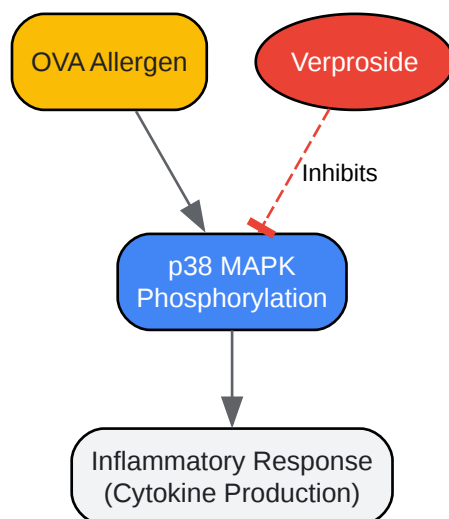 OVA Allergen
Verproside
Inhibits
p38 MAPK
Phosphorylation
Inflammatory Response
(Cytokine Production)